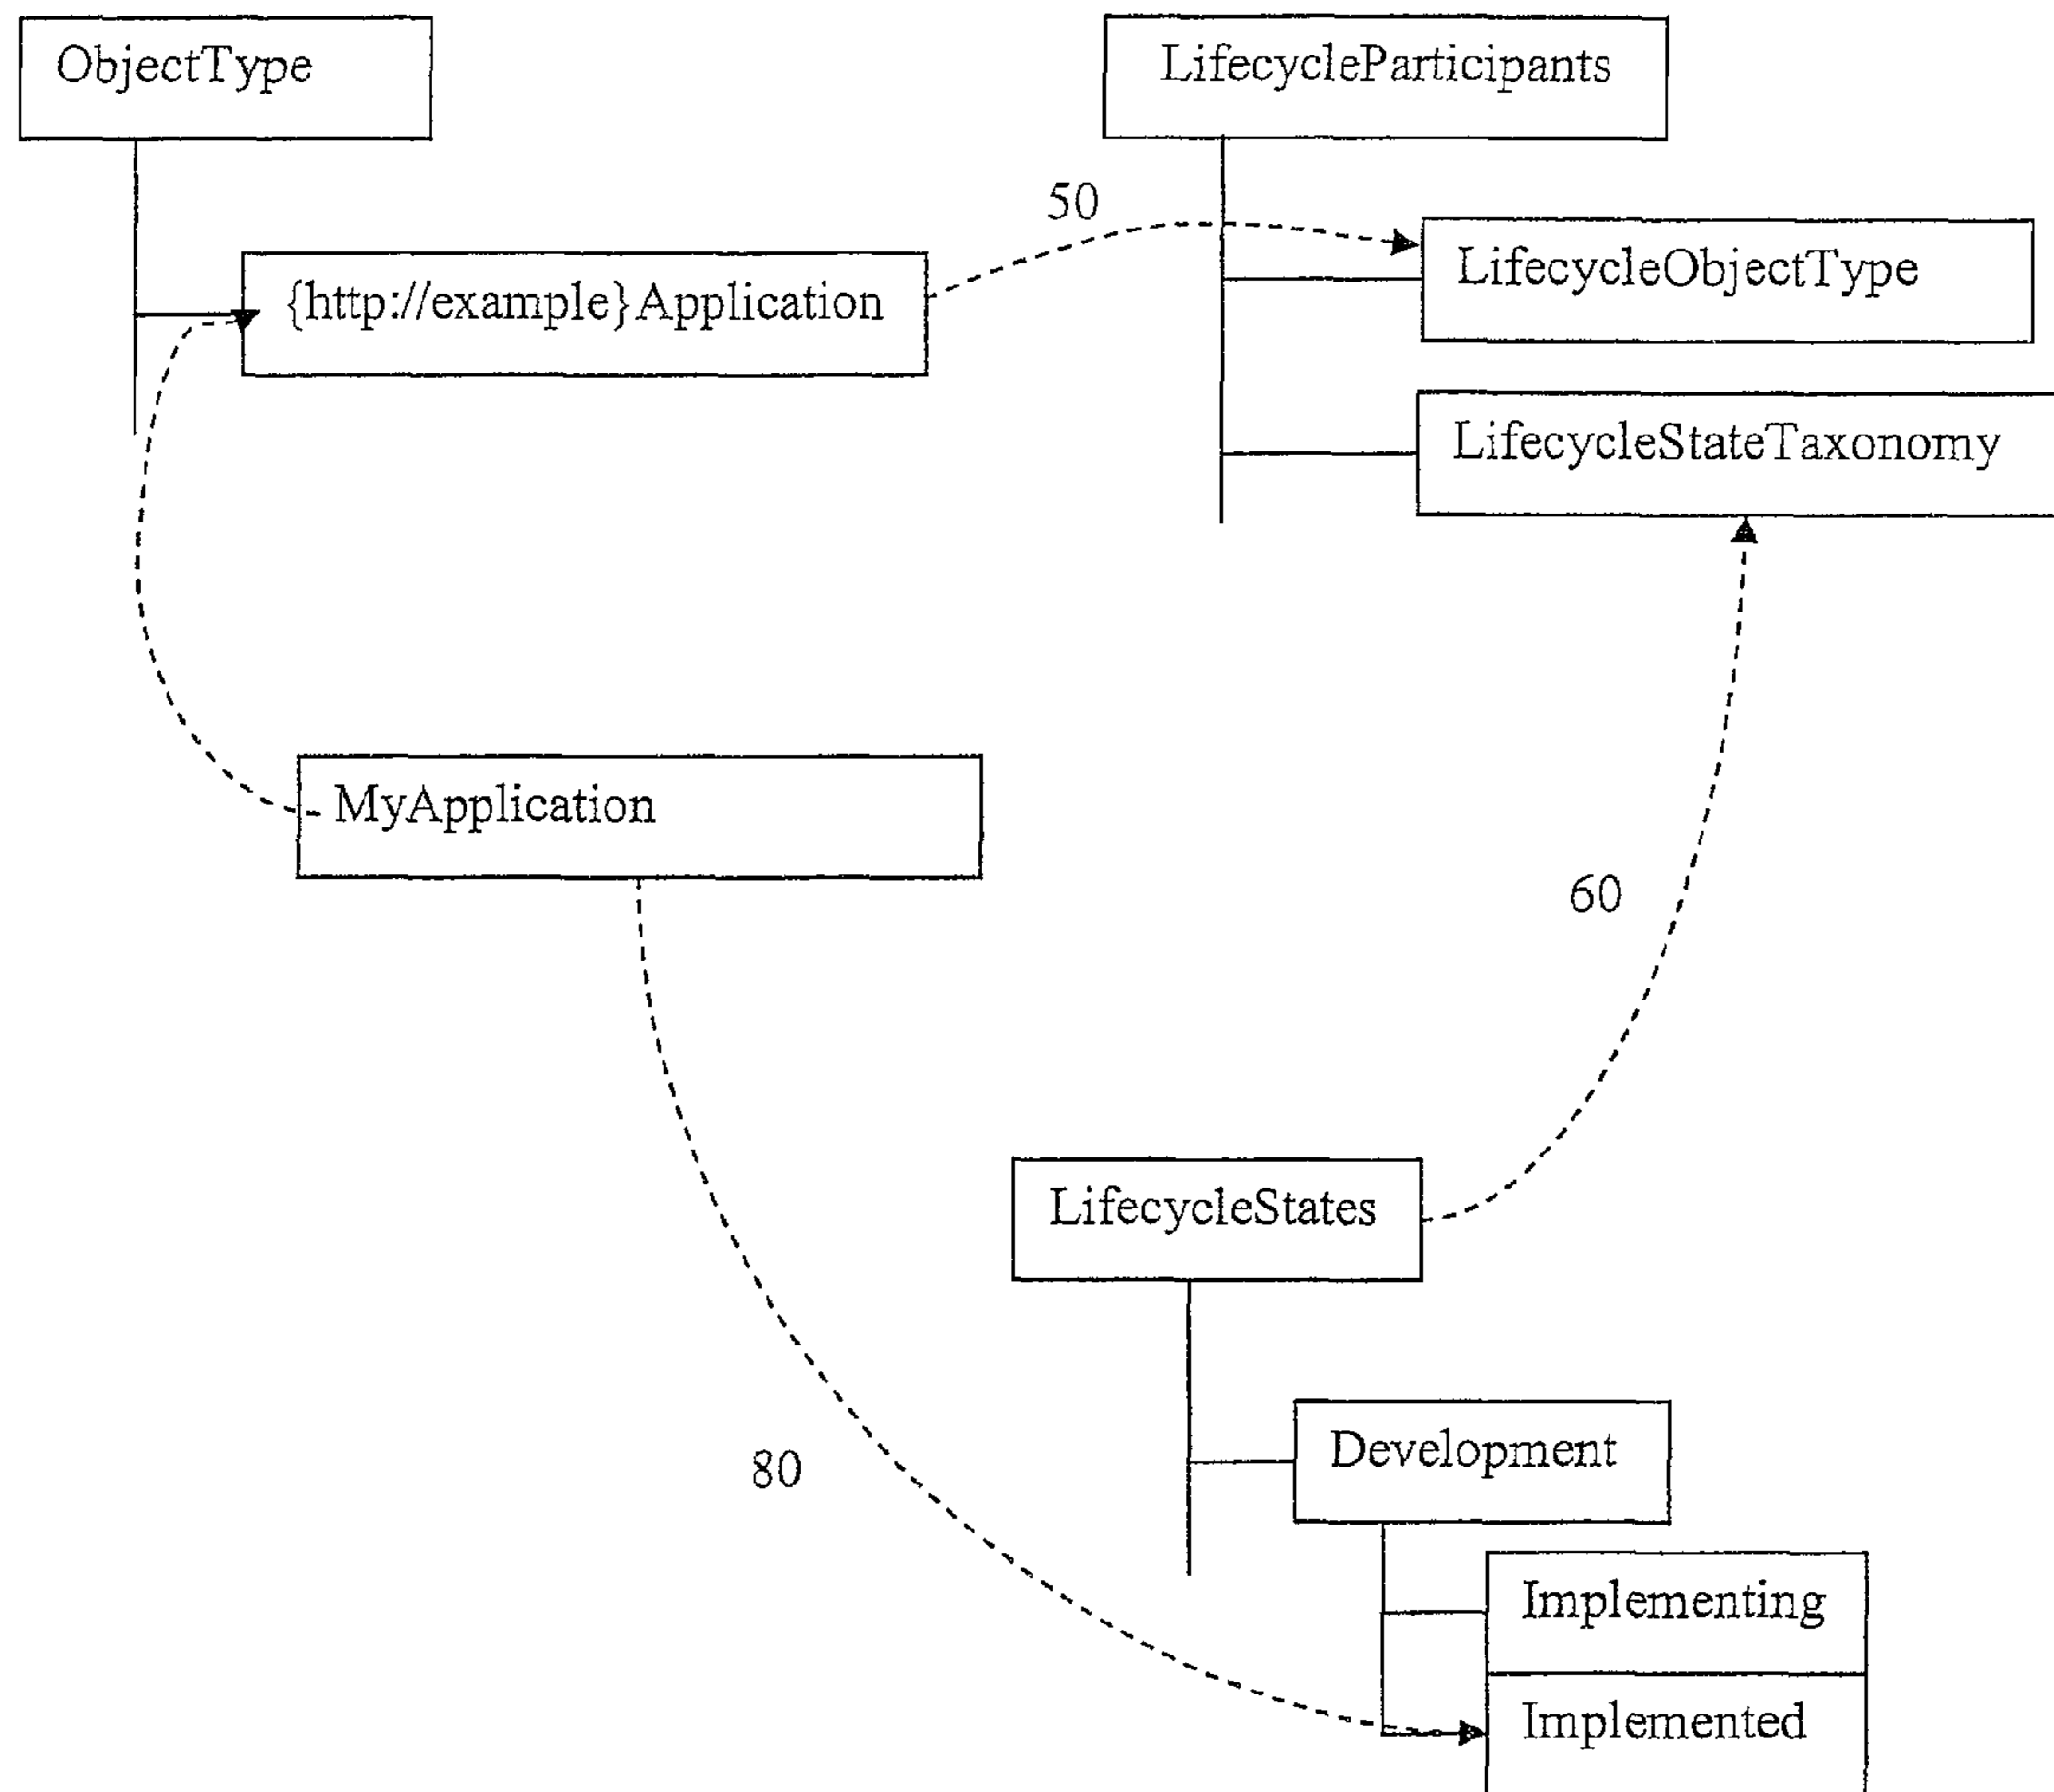 ObjectType
LifecycleParticipants
50
{http://example}Application
LifecycleObjectType
LifecycleStateTaxonomy
MyApplication
60
LifecycleStates
80
Development
Implementing
Implemented